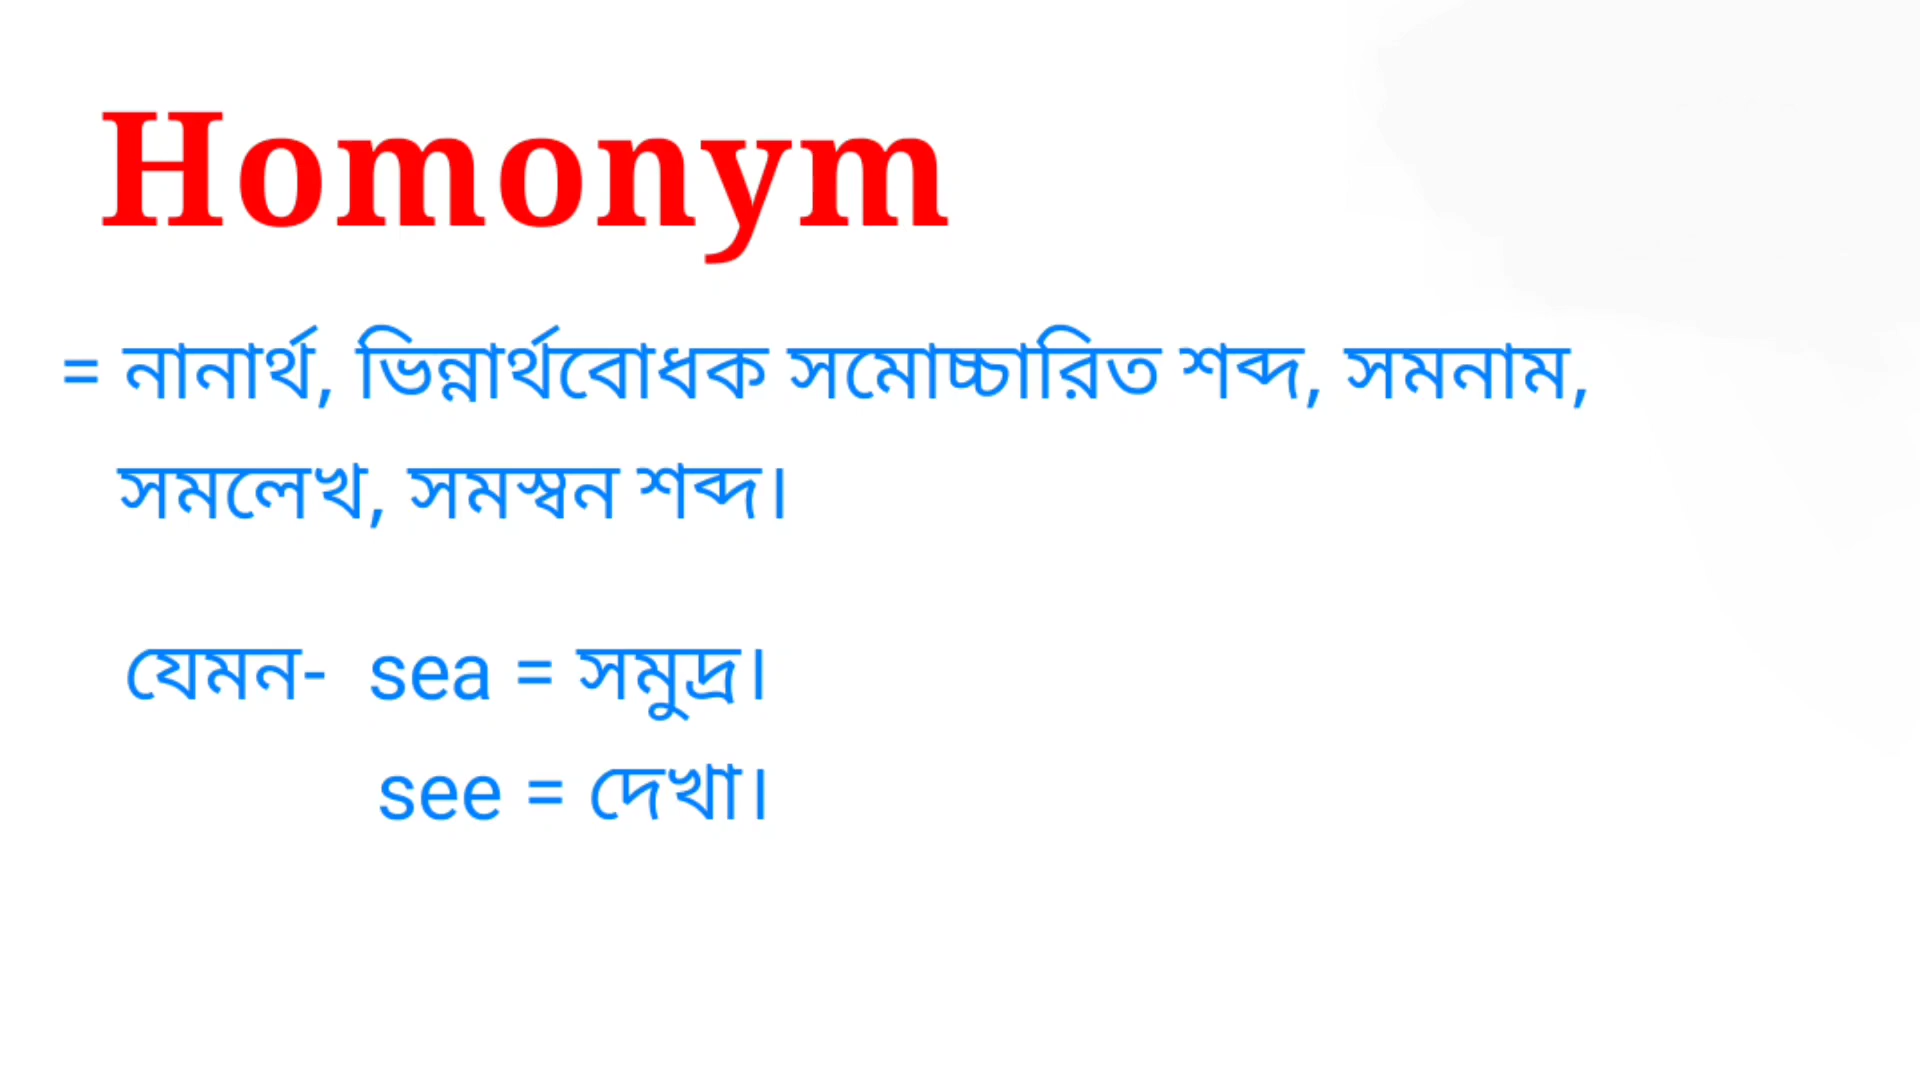 Homonym
= নানার্থ, ভিন্নার্থবোধক সমোচ্চারিত শব্দ, সমনাম,
সমলেখ, সমস্বন শব্দ।
যেমন- sea = সমুদ্র।
see = দেখা।